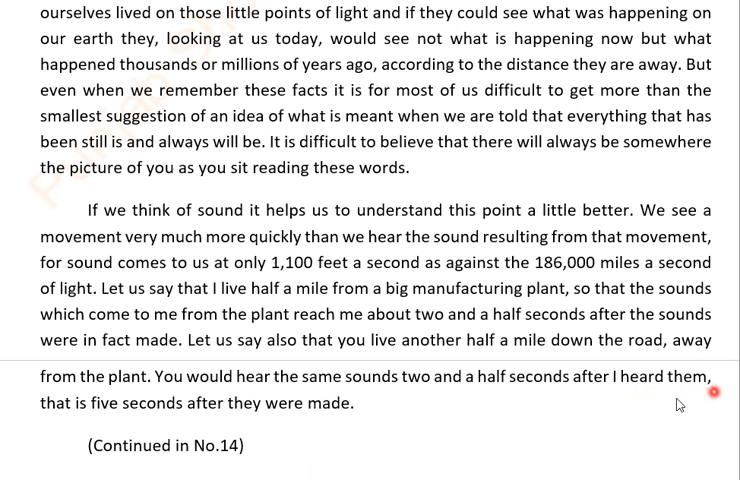 ourselves lived on those little points of light and if they could see what was happening on
our earth they, looking at us today, would see not what is happening now but what
happened thousands or millions of years ago, according to the distance they are away. But
even when we remember these facts it is for most of us difficult to get more than the
smallest suggestion of an idea of what is meant when we are told that everything that has
been still is and always will be. It is difficult to believe that there will always be somewhere
the picture of you as you sit reading these words.
If we think of sound it helps us to understand this point a little better. We see a
movement very much more quickly than we hear the sound resulting from that movement,
for sound comes to us at only 1,100 feet a second as against the 186,000 miles a second
of light. Let us say that I live half a mile from a big manufacturing plant, so that the sounds
which come to me from the plant reach me about two and a half seconds after the sounds
were in fact made. Let us say also that you live another half a mile down the road, away
from the plant. You would hear the same sounds two and a half seconds after I heard them,
that is five seconds after they were made.
(Continued in No.14)